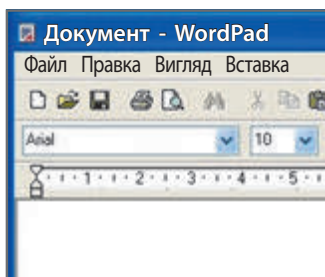 Документ - WordPad
Файл Правка Вигляд Вставка
Arial 10
1 2 3 4 5